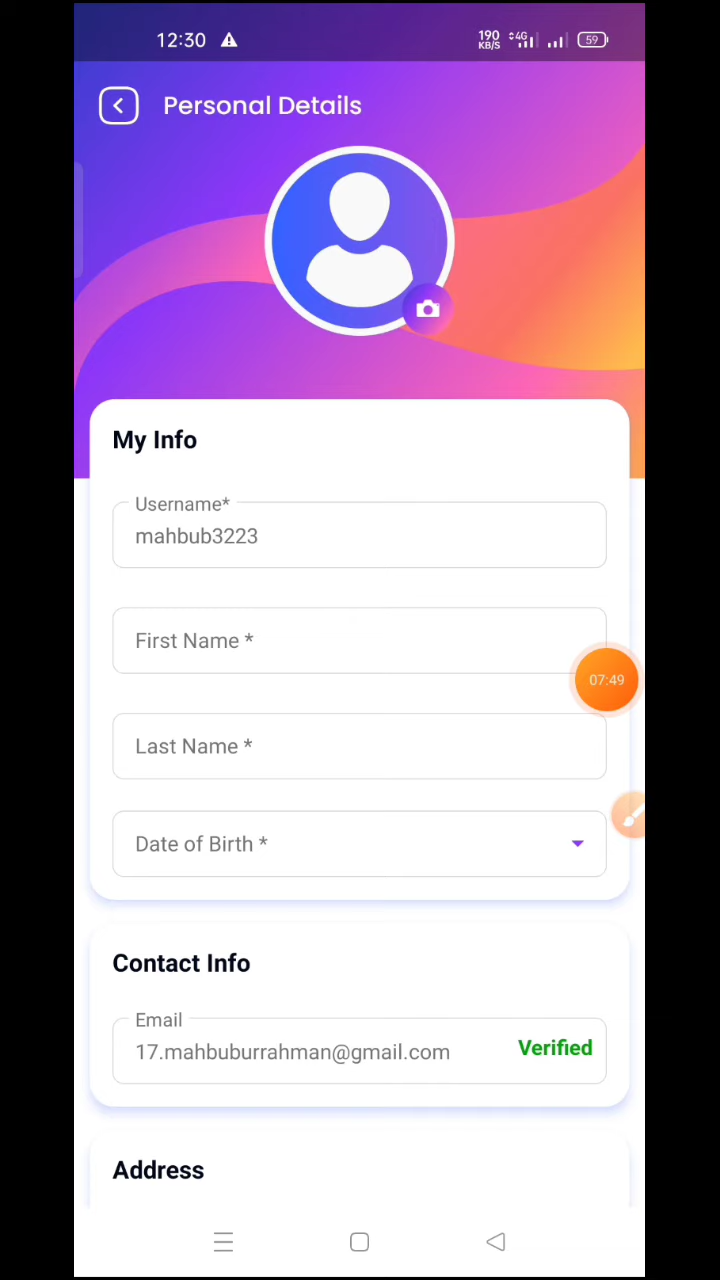 12:30
190
KB/S
4G
59
Personal Details
My Info
Username*
mahbub3223
First Name *
07:49
Last Name *
Date of Birth *
Contact Info
Email
17.mahbuburrahman@gmail.com
Verified
Address